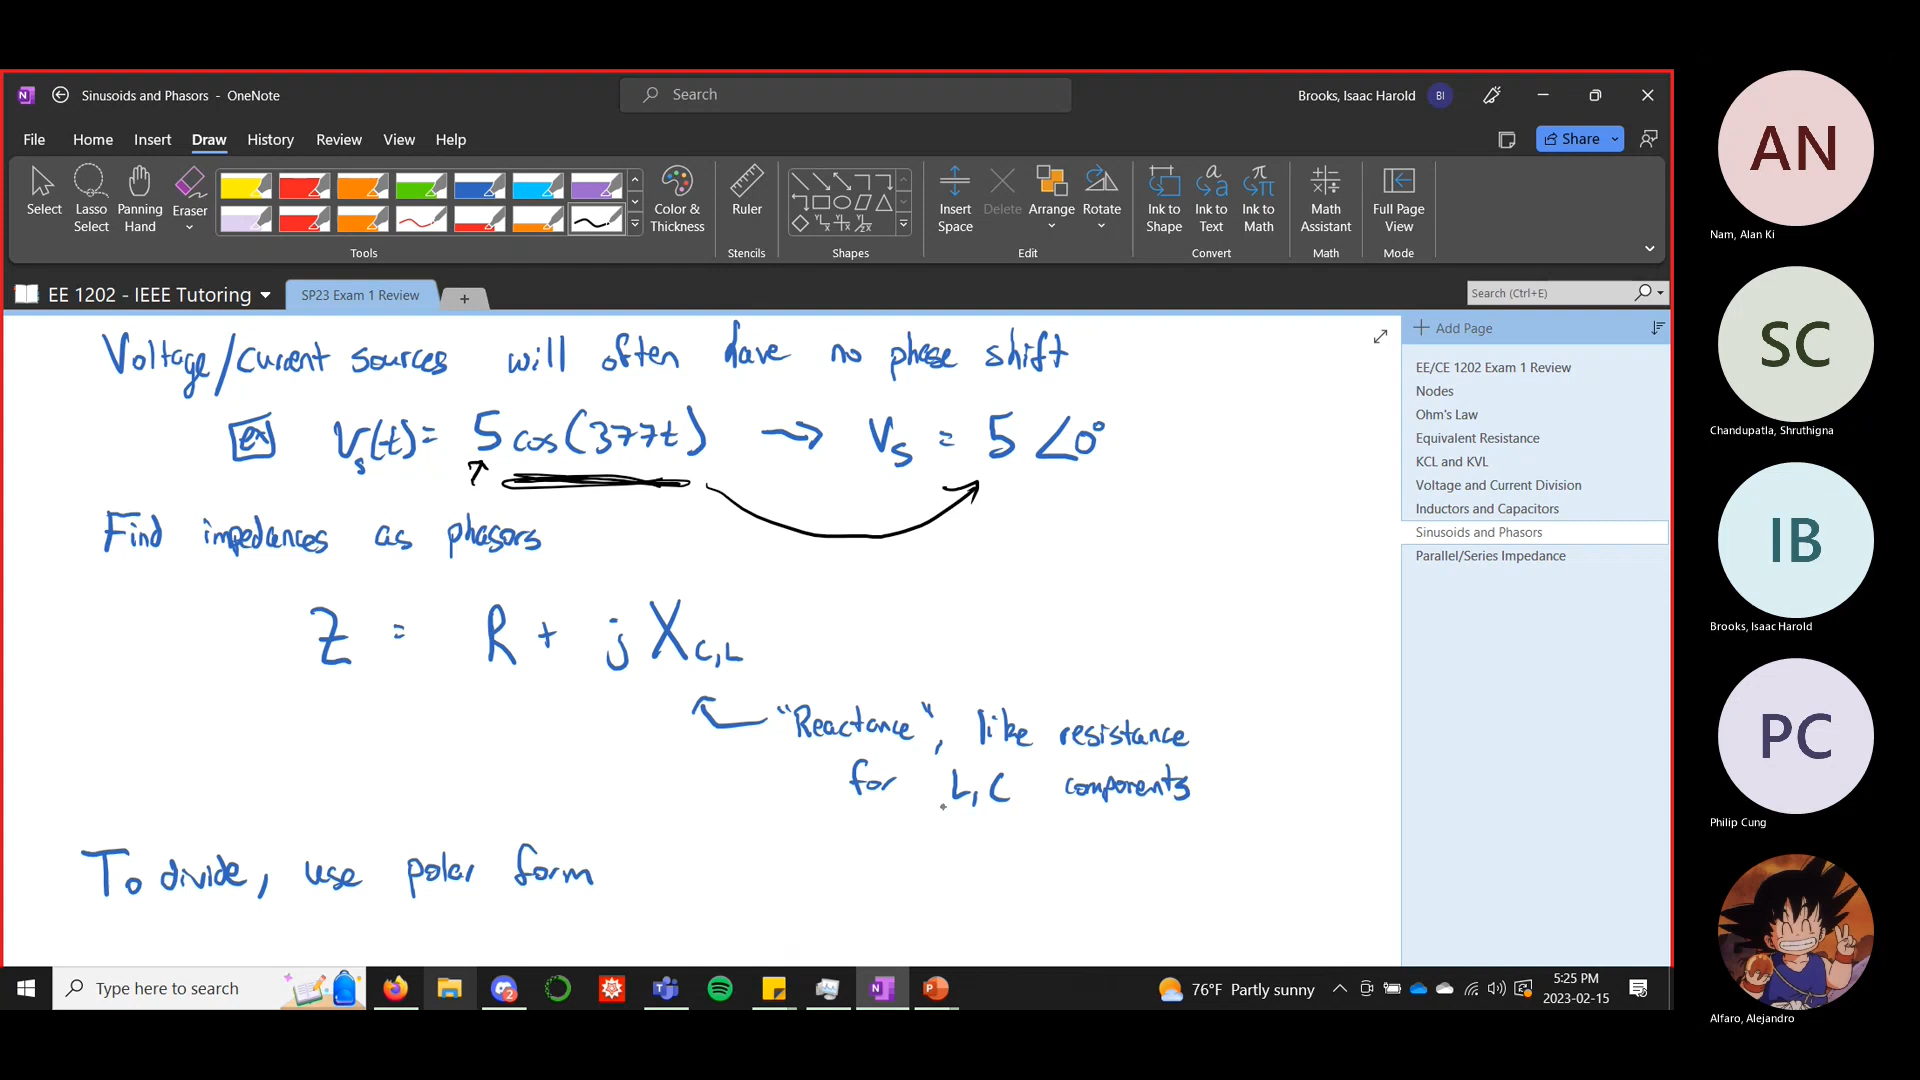 Sinusoids and Phasors - OneNote
Search
Brooks, Isaac Harold
BI
File Home Insert Draw History Review View Help
Share
Select
Lasso Select
Panning Hand
Eraser
Color & Thickness
Ruler
Insert Space
Delete
Arrange
Rotate
Ink to Shape
Ink to Text
Ink to Math
Math Assistant
Full Page View
Tools
Stencils
Shapes
Edit
Convert
Math
Mode
EE 1202 - IEEE Tutoring
SP23 Exam 1 Review
+
Search (Ctrl+E)
Add Page
EE/CE 1202 Exam 1 Review
Nodes
Ohm's Law
Equivalent Resistance
KCL and KVL
Voltage and Current Division
Inductors and Capacitors
Sinusoids and Phasors
Parallel/Series Impedance
Voltage/current sources will often have no phase shift
ex Vs(t) = 5 cos(377t) → Vs = 5 ∠0°
Find impedances as phasors
Z = R + j X C,L
"Reactance", like resistance
for L, C components
To divide, use polar form
Type here to search
76°F Partly sunny
5:25 PM
2023-02-15
AN
Nam, Alan Ki
SC
Chandupatla, Shruthigna
IB
Brooks, Isaac Harold
PC
Philip Cung
Alfaro, Alejandro